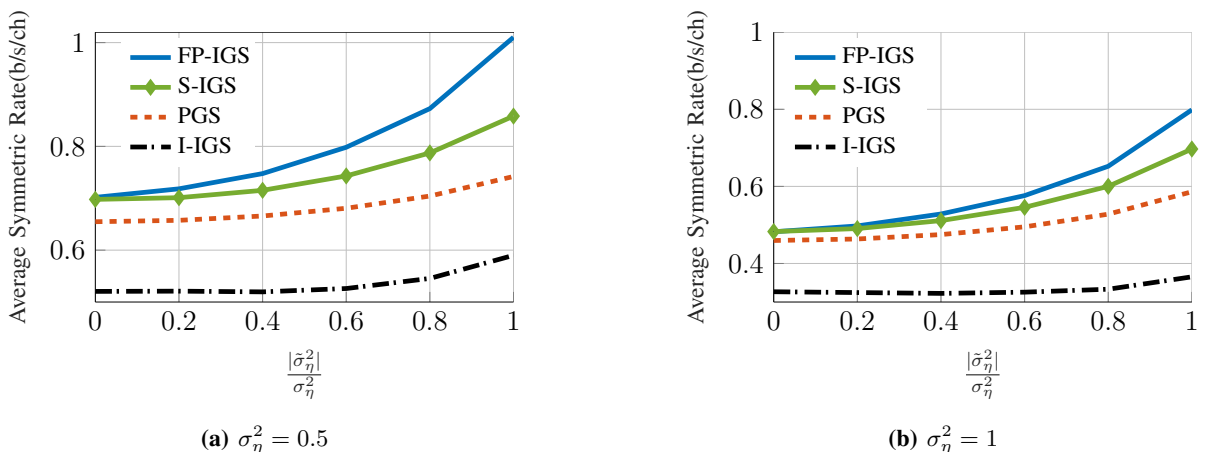 Average Symmetric Rate(b/s/ch)
1
0.8
0.6
FP-IGS
S-IGS
PGS
I-IGS
0 0.2 0.4 0.6 0.8 1
|σ̃²_η|
σ²_η
(a) σ²_η = 0.5
Average Symmetric Rate(b/s/ch)
1
0.8
0.6
0.4
FP-IGS
S-IGS
PGS
I-IGS
0 0.2 0.4 0.6 0.8 1
|σ̃²_η|
σ²_η
(b) σ²_η = 1